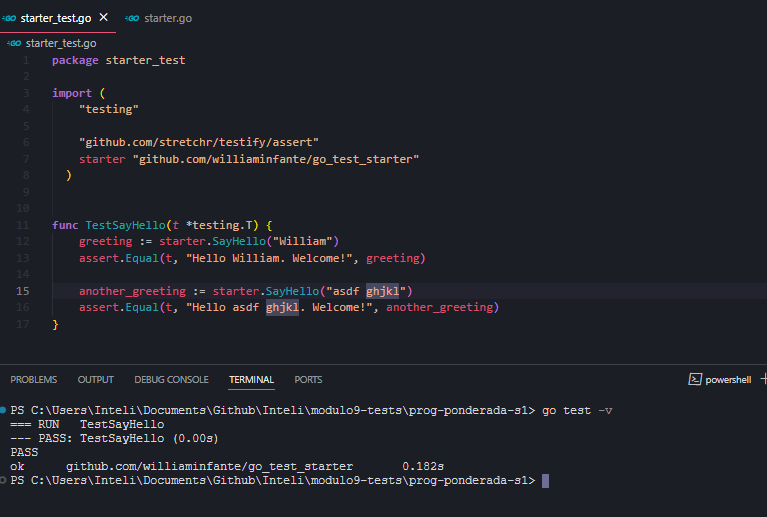 GO starter_test.go × GO starter.go
GO starter_test.go
1 package starter_test
2
3 import (
4 "testing"
5
6 "github.com/stretchr/testify/assert"
7 starter "github.com/williaminfante/go_test_starter"
8 )
9
10
11 func TestSayHello(t *testing.T) {
12 greeting := starter.SayHello("William")
13 assert.Equal(t, "Hello William. Welcome!", greeting)
14
15 another_greeting := starter.SayHello("asdf ghjkl")
16 assert.Equal(t, "Hello asdf ghjkl. Welcome!", another_greeting)
17 }
PROBLEMS OUTPUT DEBUG CONSOLE TERMINAL PORTS powershell +
PS C:\Users\Inteli\Documents\Github\Inteli\modulo9-tests\prog-ponderada-s1> go test -v
=== RUN TestSayHello
--- PASS: TestSayHello (0.00s)
PASS
ok github.com/williaminfante/go_test_starter 0.182s
PS C:\Users\Inteli\Documents\Github\Inteli\modulo9-tests\prog-ponderada-s1>